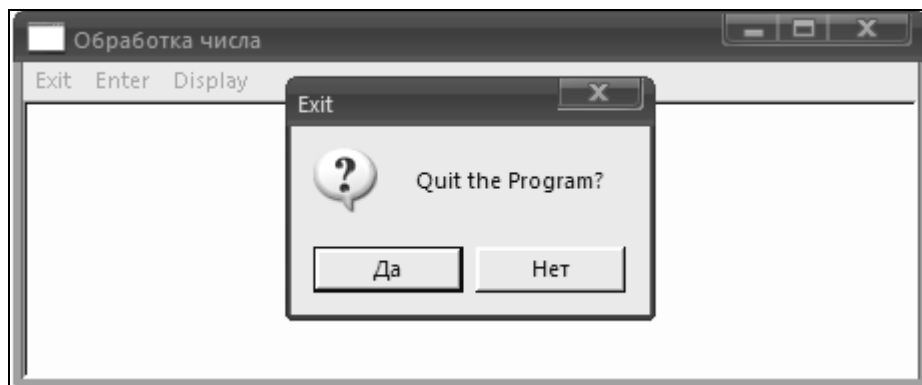 Обработка числа
Exit Enter Display
Exit
Quit the Program?
Да Нет